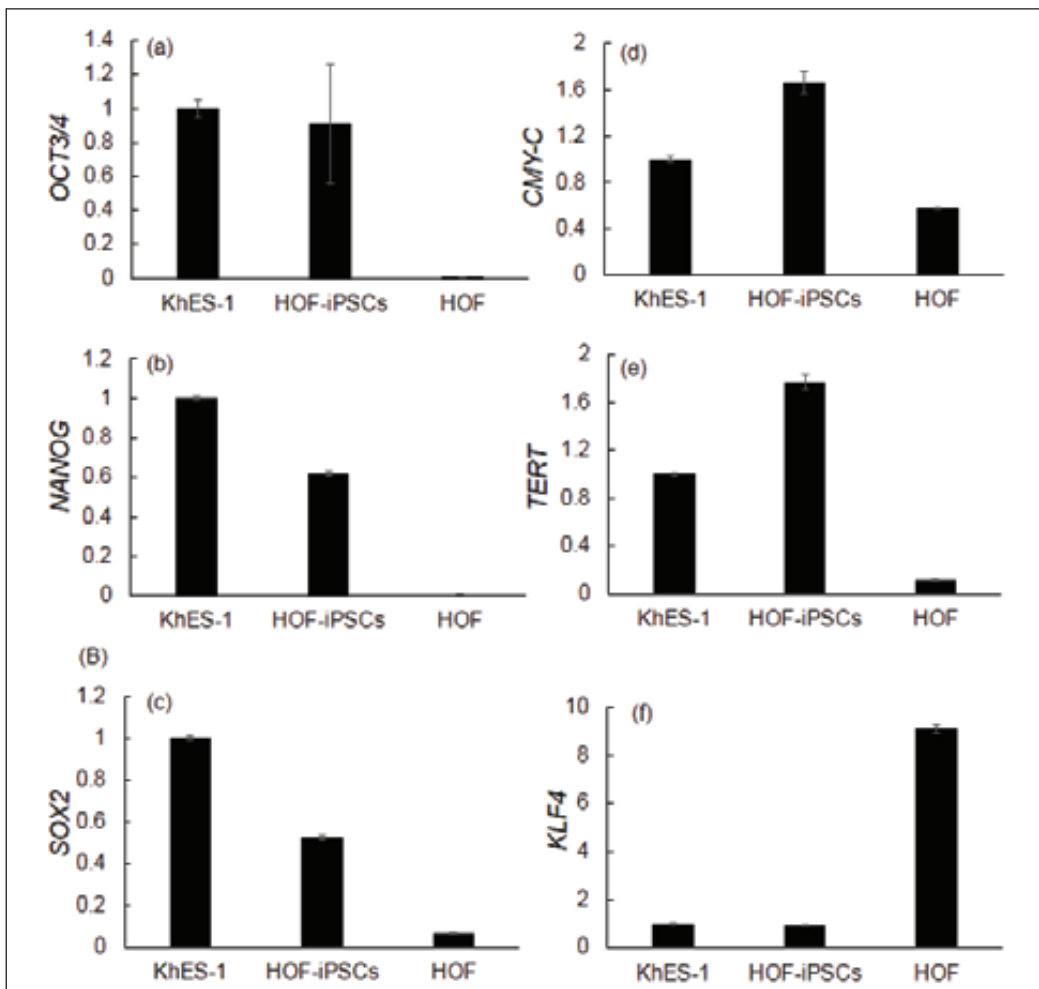 (a)
OCT3/4
1.4
1.2
1
0.8
0.6
0.4
0.2
0
KhES-1 HOF-iPSCs HOF
(b)
NANOG
1.2
1
0.8
0.6
0.4
0.2
0
KhES-1 HOF-iPSCs HOF
(B)
(c)
SOX2
1.2
1
0.8
0.6
0.4
0.2
0
KhES-1 HOF-iPSCs HOF
(d)
CMY-C
2
1.6
1.2
0.8
0.4
0
KhES-1 HOF-iPSCs HOF
(e)
TERT
2
1.6
1.2
0.8
0.4
0
KhES-1 HOF-iPSCs HOF
(f)
KLF4
10
8
6
4
2
0
KhES-1 HOF-iPSCs HOF